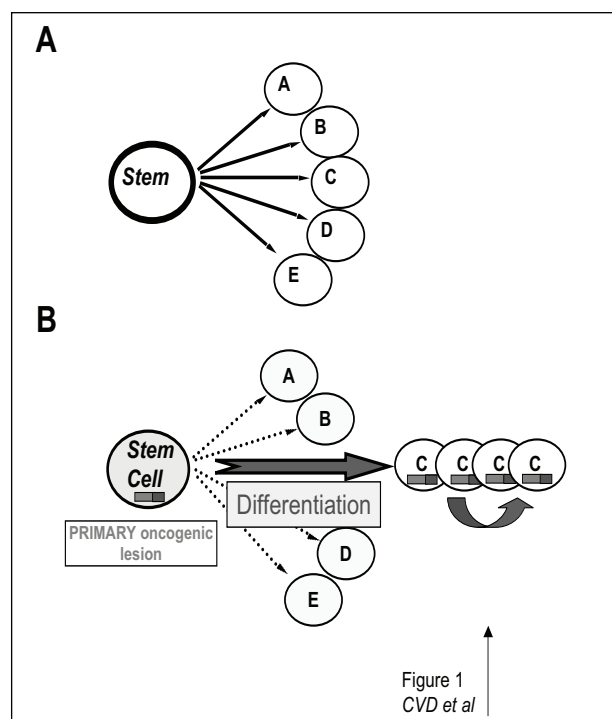 A
A
B
Stem
C
D
E
B
A
B
Stem
Cell
C C C C
Differentiation
PRIMARY oncogenic
lesion
D
E
Figure 1
CVD et al